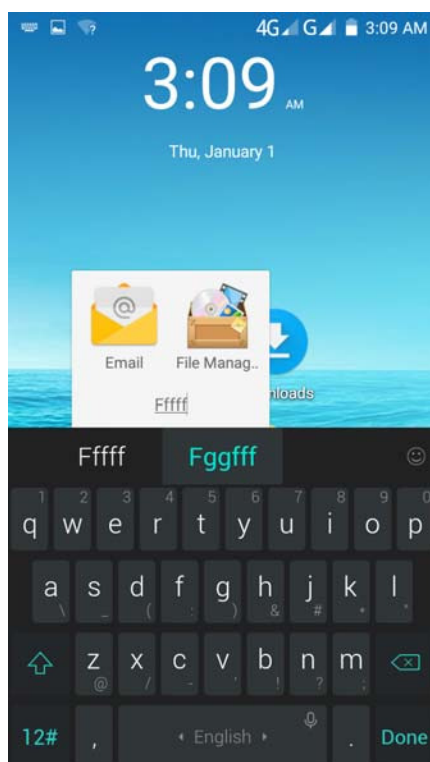 4G G 3:09 AM
3:09 AM
Thu, January 1
Email File Manag..
nloads
Fffff
Fffff Fggfff
1 2 3 4 5 6 7 8 9 0
q w e r t y u i o p
a s d f g h j k l
\ _ ( : ) & # * "
z x c v b n m
@ / - ' ! ? ;
12# , English . Done